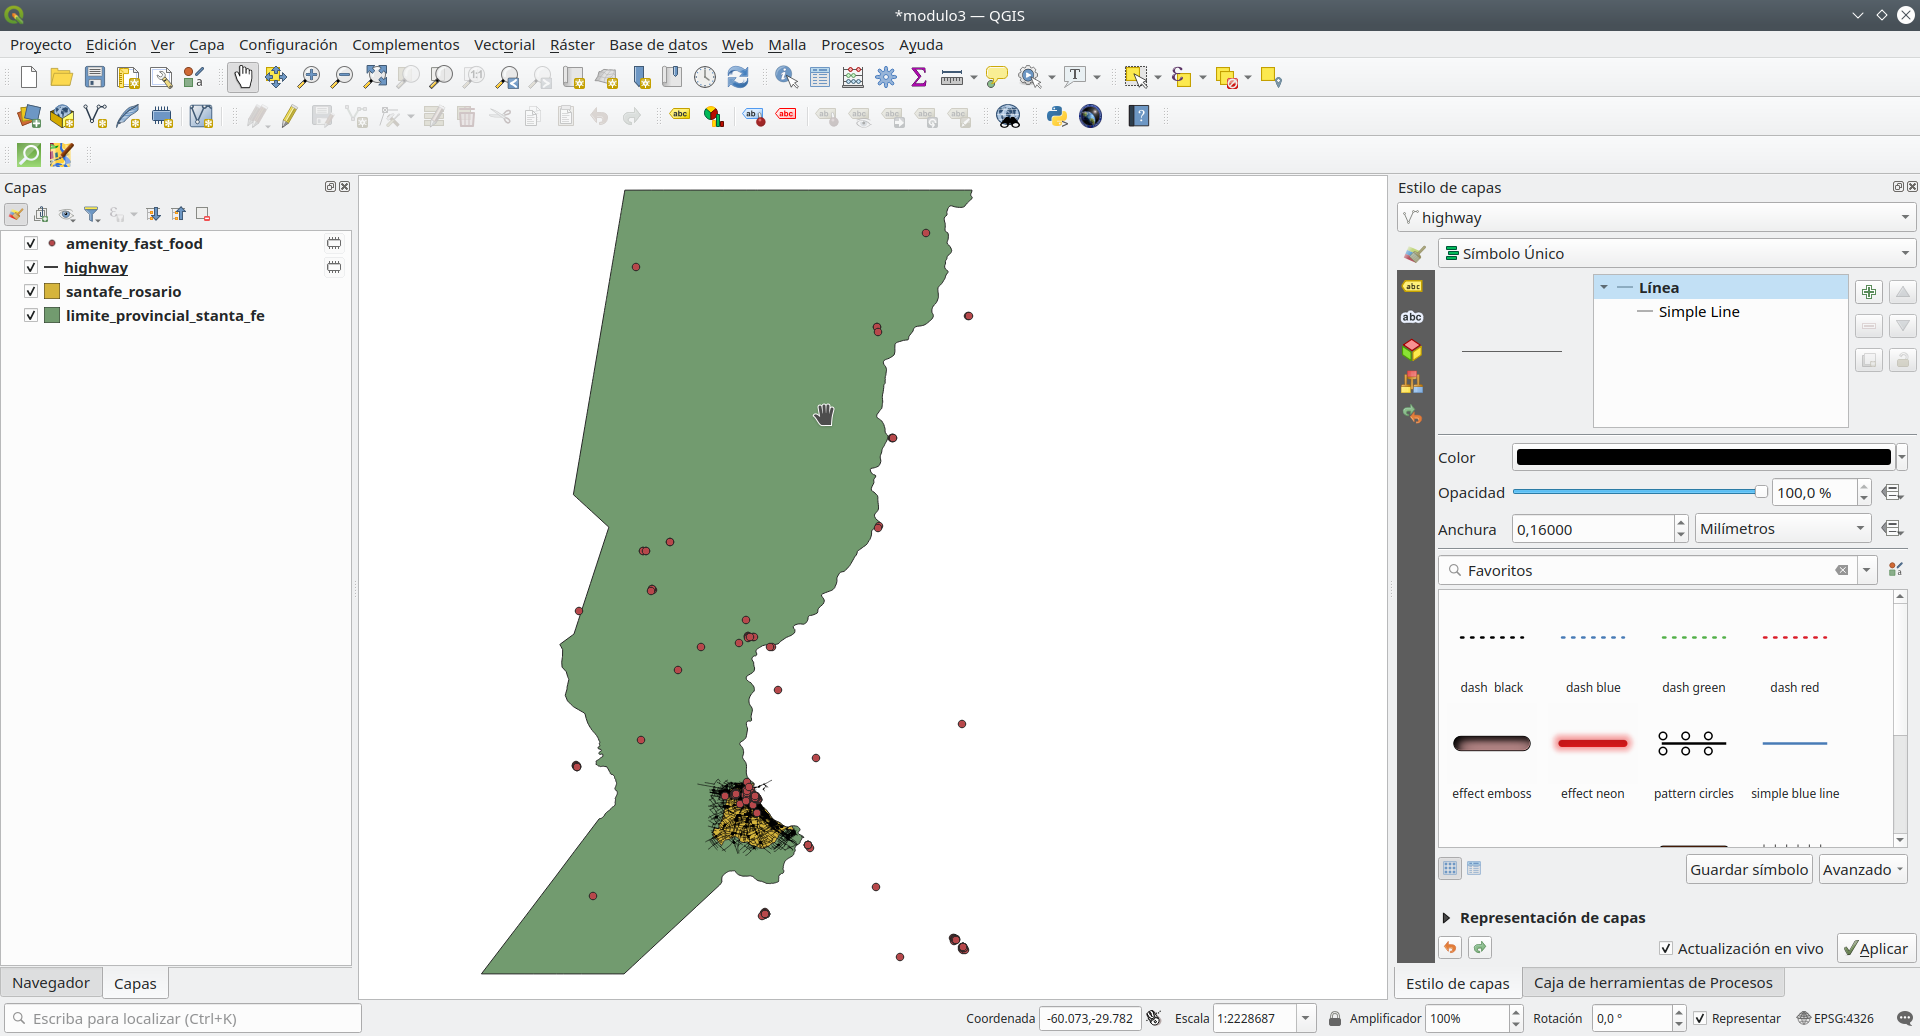 *modulo3 — QGIS
Proyecto Edición Ver Capa Configuración Complementos Vectorial Ráster Base de datos Web Malla Procesos Ayuda
Capas
amenity_fast_food
highway
santafe_rosario
limite_provincial_stanta_fe
Navegador
Capas
Estilo de capas
highway
Símbolo Único
Línea
Simple Line
Color
Opacidad
100,0 %
Anchura
0,16000
Milímetros
Favoritos
dash  black
dash blue
dash green
dash red
effect emboss
effect neon
pattern circles
simple blue line
Guardar símbolo
Avanzado
Representación de capas
Actualización en vivo
Aplicar
Estilo de capas
Caja de herramientas de Procesos
Escriba para localizar (Ctrl+K)
Coordenada
-60.073,-29.782
Escala
1:2228687
Amplificador
100%
Rotación
0,0 °
Representar
EPSG:4326